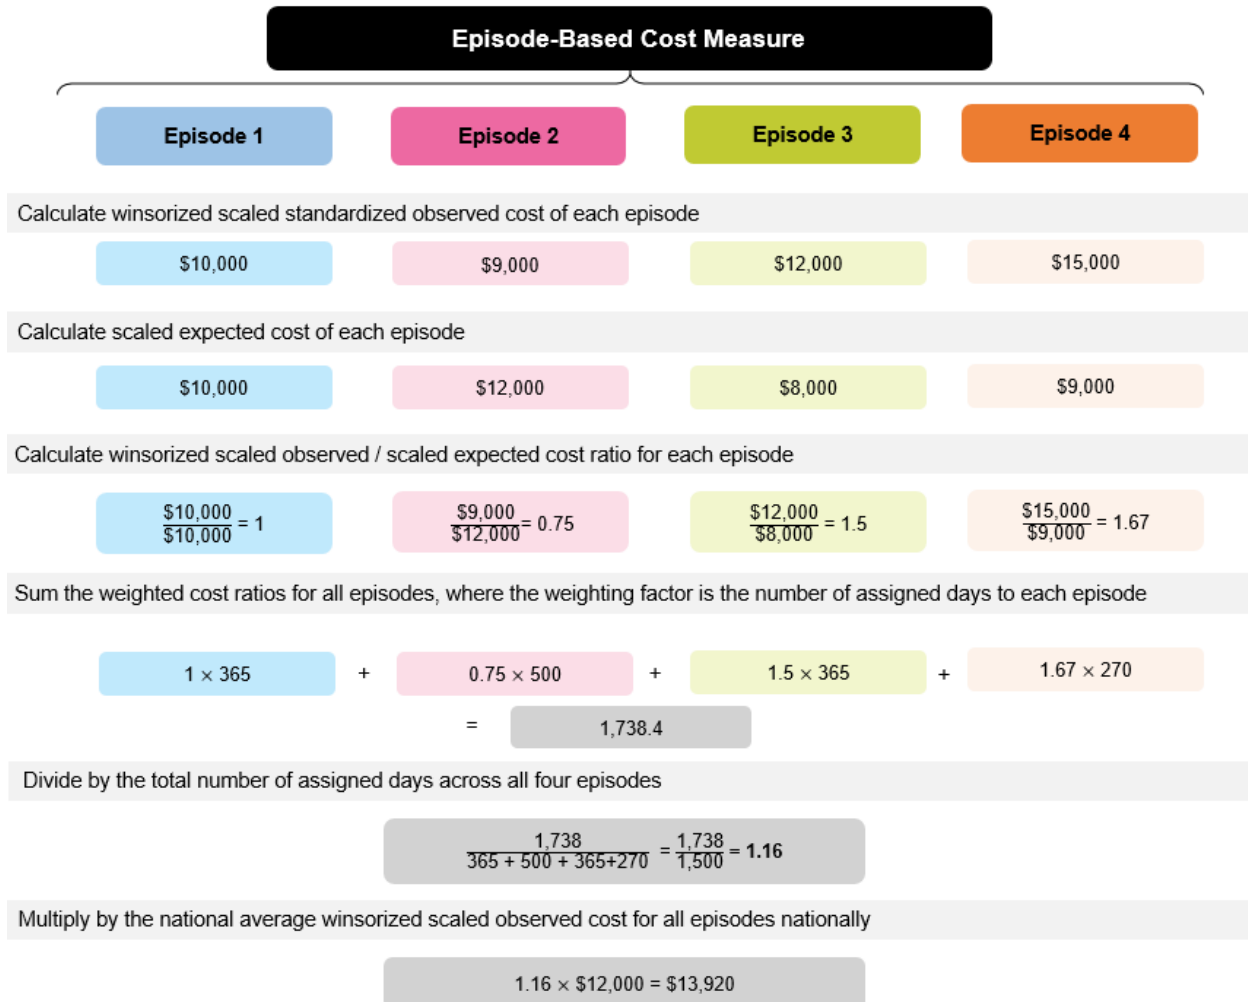 Episode-Based Cost Measure
Episode 1
Episode 2
Episode 3
Episode 4
Calculate winsorized scaled standardized observed cost of each episode
$10,000
$9,000
$12,000
$15,000
Calculate scaled expected cost of each episode
$10,000
$12,000
$8,000
$9,000
Calculate winsorized scaled observed / scaled expected cost ratio for each episode
$10,000
$10,000 = 1
$9,000
$12,000 = 0.75
$12,000
$8,000 = 1.5
$15,000
$9,000 = 1.67
Sum the weighted cost ratios for all episodes, where the weighting factor is the number of assigned days to each episode
1 × 365 + 0.75 × 500 + 1.5 × 365 + 1.67 × 270
= 1,738.4
Divide by the total number of assigned days across all four episodes
1,738
365 + 500 + 365+270 = 1,738
1,500 = 1.16
Multiply by the national average winsorized scaled observed cost for all episodes nationally
1.16 × $12,000 = $13,920